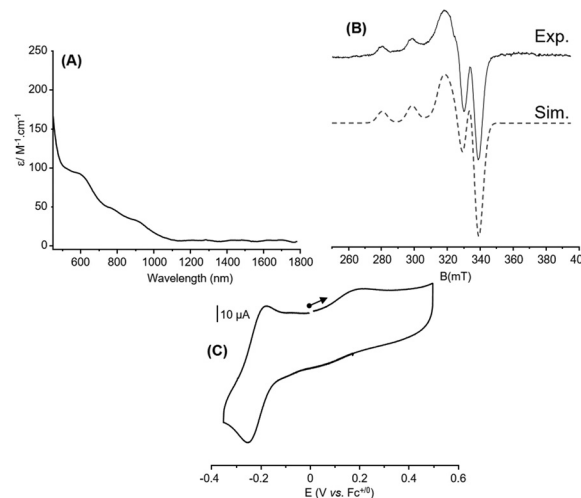 (A)
ε/ M⁻¹.cm⁻¹
250
200
150
100
50
0
600 800 1000 1200 1400 1600 1800
Wavelength (nm)
(B)
Exp.
Sim.
260 280 300 320 340 360 380 40
B(mT)
10 µA
(C)
-0.4 -0.2 0 0.2 0.4 0.6
E (V vs. Fc⁺/⁰)